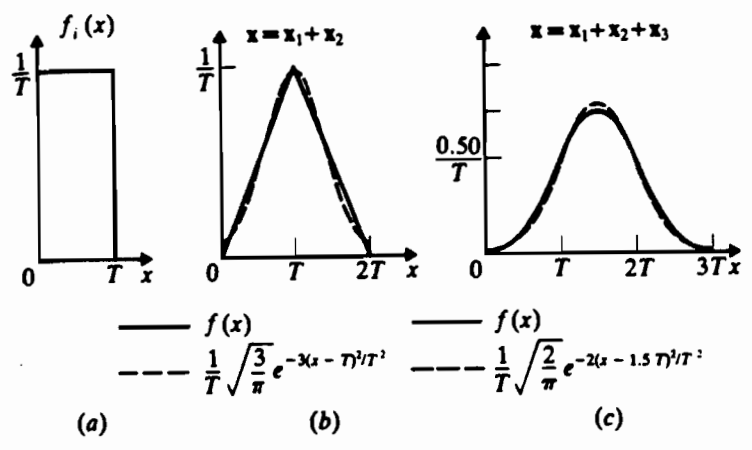 f_i(x)
1/T
0 T x
(a)
x = x₁ + x₂
1/T
0 T 2T x
f(x)
1/T √(3/π) e^{-3(x - T)²/T²}
(b)
x = x₁ + x₂ + x₃
0.50/T
0 T 2T 3T x
f(x)
1/T √(2/π) e^{-2(x - 1.5 T)²/T²}
(c)